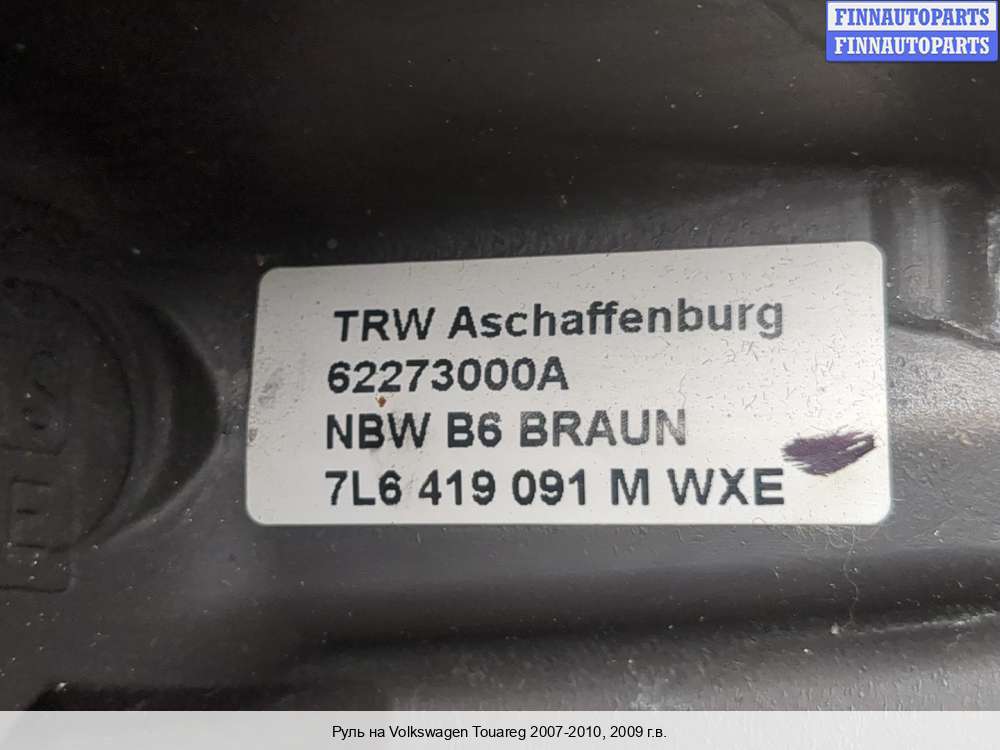 FINNAUTOPARTS
FINNAUTOPARTS
TRW Aschaffenburg
62273000A
NBW B6 BRAUN
7L6 419 091 M WXE
Руль на Volkswagen Touareg 2007-2010, 2009 г.в.